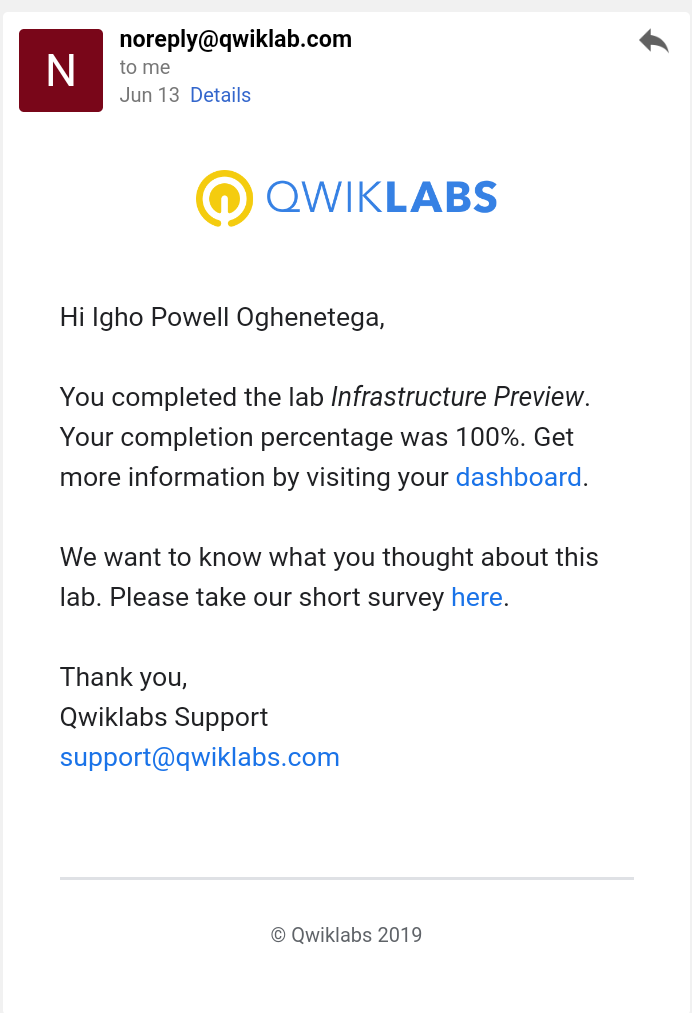 N
noreply@qwiklab.com
to me
Jun 13 Details
QWIKLABS
Hi Igho Powell Oghenetega,
You completed the lab Infrastructure Preview.
Your completion percentage was 100%. Get
more information by visiting your dashboard.
We want to know what you thought about this
lab. Please take our short survey here.
Thank you,
Qwiklabs Support
support@qwiklabs.com
© Qwiklabs 2019